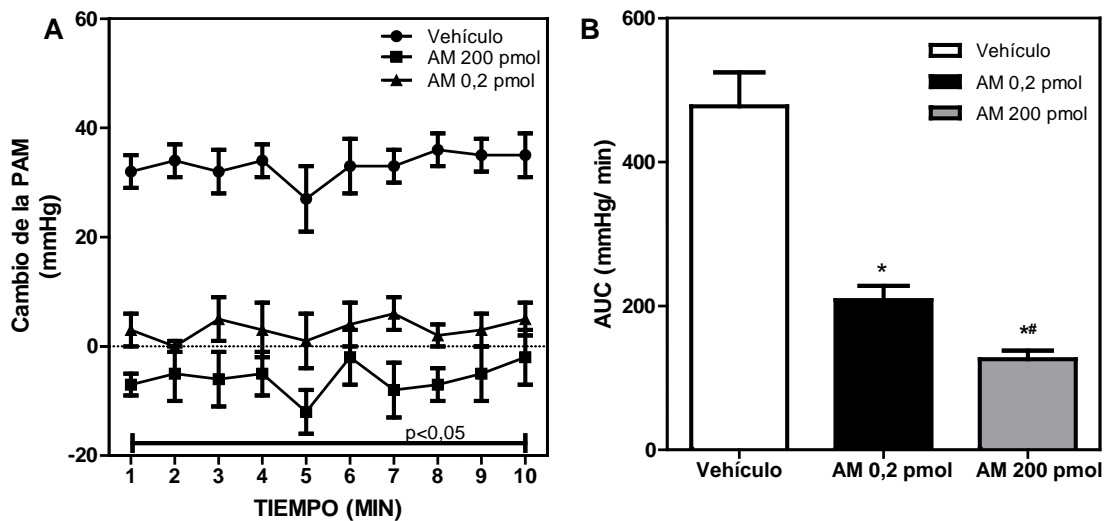 A
Cambio de la PAM
(mmHg)
60
40
20
0
-20
Vehículo
AM 200 pmol
AM 0,2 pmol
p<0,05
1 2 3 4 5 6 7 8 9 10
TIEMPO (MIN)
B
AUC (mmHg/ min)
600
400
200
0
Vehículo
AM 0,2 pmol
AM 200 pmol
*
*#
Vehículo AM 0,2 pmol AM 200 pmol